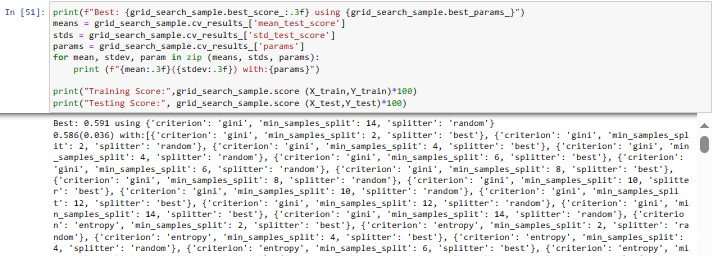 In [51]: print(f"Best: {grid_search_sample.best_score_:.3f} using {grid_search_sample.best_params_}")
means = grid_search_sample.cv_results_['mean_test_score']
stds = grid_search_sample.cv_results_['std_test_score']
params = grid_search_sample.cv_results_['params']
for mean, stdev, param in zip (means, stds, params):
    print (f"{mean:.3f}({stdev:.3f}) with:{params}")

print("Training Score:",grid_search_sample.score (X_train,Y_train)*100)
print("Testing Score:", grid_search_sample.score (X_test,Y_test)*100)
Best: 0.591 using {'criterion': 'gini', 'min_samples_split': 14, 'splitter': 'random'}
0.586(0.036) with:[{'criterion': 'gini', 'min_samples_split': 2, 'splitter': 'best'}, {'criterion': 'gini', 'min_samples_spl
it': 2, 'splitter': 'random'}, {'criterion': 'gini', 'min_samples_split': 4, 'splitter': 'best'}, {'criterion': 'gini', 'min
_samples_split': 4, 'splitter': 'random'}, {'criterion': 'gini', 'min_samples_split': 6, 'splitter': 'best'}, {'criterion':
'gini', 'min_samples_split': 6, 'splitter': 'random'}, {'criterion': 'gini', 'min_samples_split': 8, 'splitter': 'best'},
{'criterion': 'gini', 'min_samples_split': 8, 'splitter': 'random'}, {'criterion': 'gini', 'min_samples_split': 10, 'splitte
r': 'best'}, {'criterion': 'gini', 'min_samples_split': 10, 'splitter': 'random'}, {'criterion': 'gini', 'min_samples_spli
t': 12, 'splitter': 'best'}, {'criterion': 'gini', 'min_samples_split': 12, 'splitter': 'random'}, {'criterion': 'gini', 'mi
n_samples_split': 14, 'splitter': 'best'}, {'criterion': 'gini', 'min_samples_split': 14, 'splitter': 'random'}, {'criterio
n': 'entropy', 'min_samples_split': 2, 'splitter': 'best'}, {'criterion': 'entropy', 'min_samples_split': 2, 'splitter': 'ra
ndom'}, {'criterion': 'entropy', 'min_samples_split': 4, 'splitter': 'best'}, {'criterion': 'entropy', 'min_samples_split':
4, 'splitter': 'random'}, {'criterion': 'entropy', 'min_samples_split': 6, 'splitter': 'best'}, {'criterion': 'entropy', 'mi